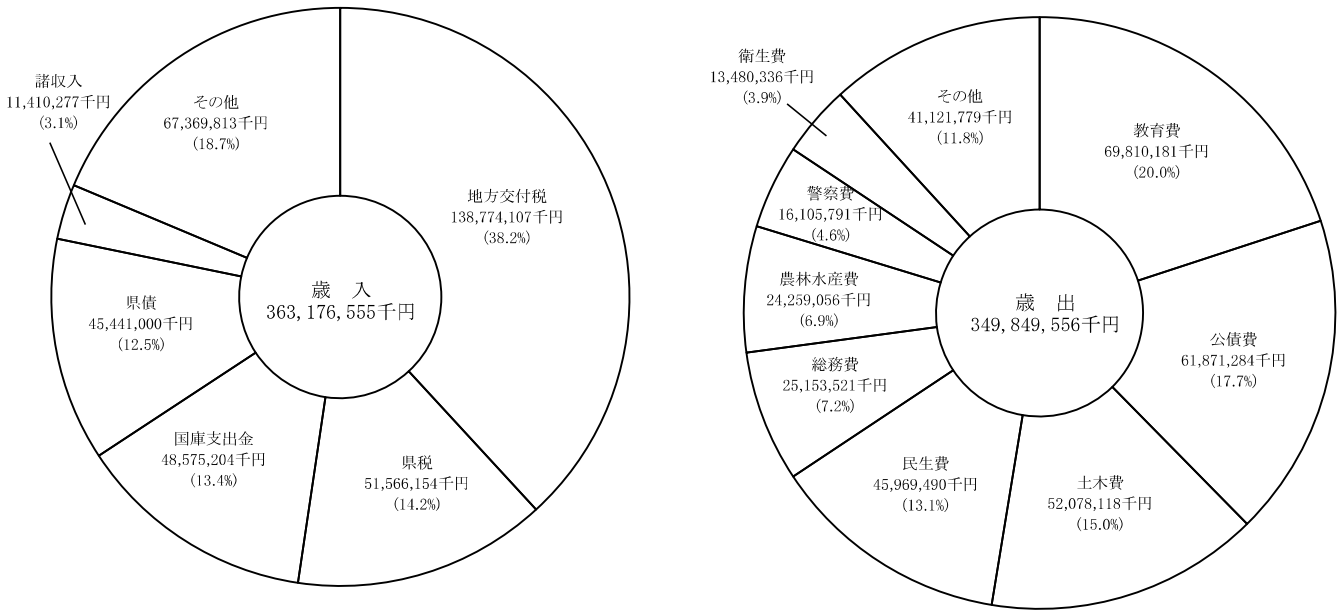 諸収入
11,410,277千円
(3.1%)
その他
67,369,813千円
(18.7%)
地方交付税
138,774,107千円
(38.2%)
歳 入
363,176,555千円
県債
45,441,000千円
(12.5%)
国庫支出金
48,575,204千円
(13.4%)
県税
51,566,154千円
(14.2%)
衛生費
13,480,336千円
(3.9%)
その他
41,121,779千円
(11.8%)
教育費
69,810,181千円
(20.0%)
警察費
16,105,791千円
(4.6%)
農林水産費
24,259,056千円
(6.9%)
歳 出
349,849,556千円
公債費
61,871,284千円
(17.7%)
総務費
25,153,521千円
(7.2%)
民生費
45,969,490千円
(13.1%)
土木費
52,078,118千円
(15.0%)